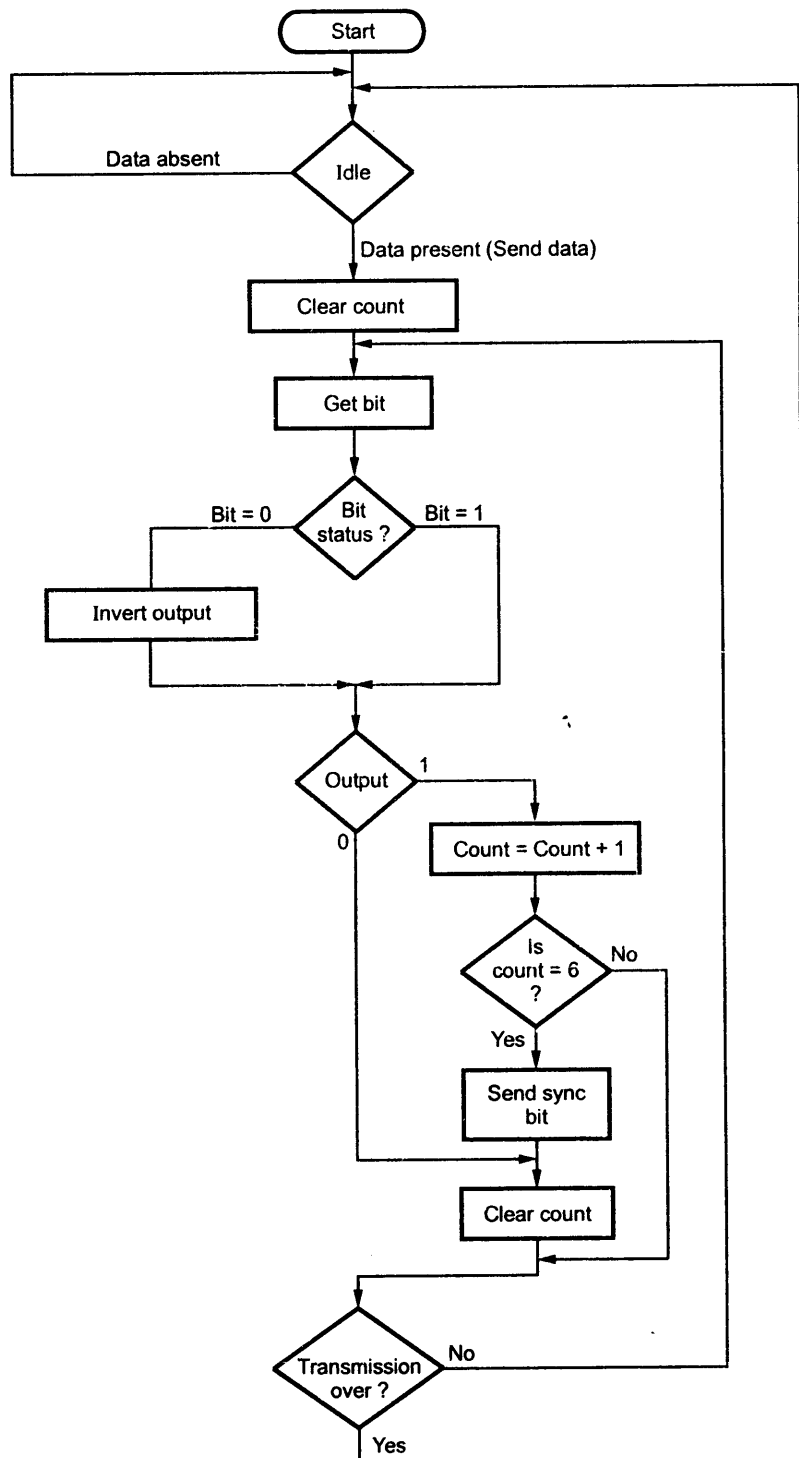 Start
Data absent
Idle
Data present (Send data)
Clear count
Get bit
Bit = 0
Bit
status ?
Bit = 1
Invert output
Output
1
0
Count = Count + 1
Is
count = 6
?
No
Yes
Send sync
bit
Clear count
Transmission
over ?
No
Yes